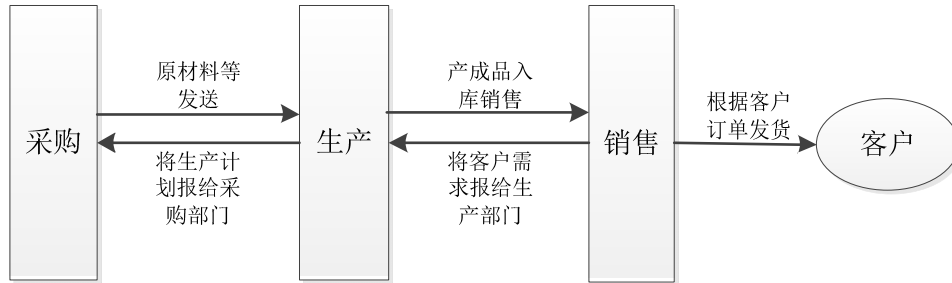 采购
原材料等
发送
将生产计
划报给采
购部门
生产
产成品入
库销售
将客户需
求报给生
产部门
销售
根据客户
订单发货
客户